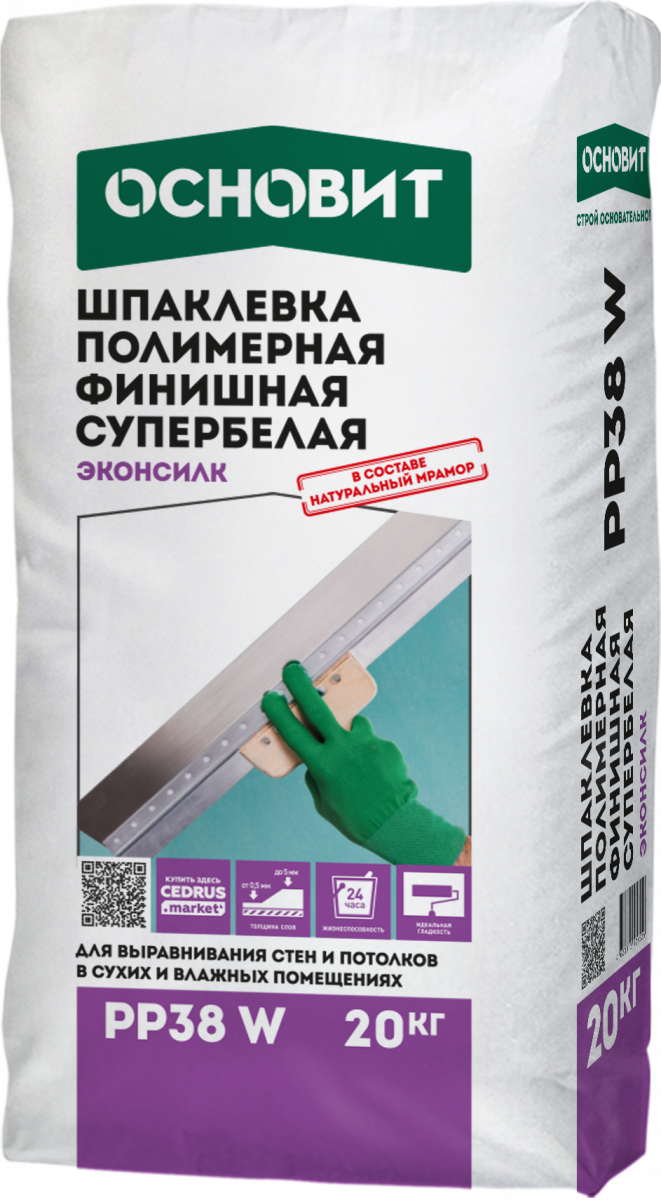 ОСНОВИТ
ШПАКЛЕВКА
ПОЛИМЕРНАЯ
ФИНИШНАЯ
СУПЕРБЕЛАЯ
ЭКОНСИЛК
В СОСТАВЕ
НАТУРАЛЬНЫЙ МРАМОР
КУПИТЬ ЗДЕСЬ
CEDRUS
.market
до 5 мм
от 0,5 мм
ТОЛЩИНА СЛОЯ
24
часа
ЖИЗНЕСПОСОБНОСТЬ
ИДЕАЛЬНАЯ
ГЛАДКОСТЬ
ДЛЯ ВЫРАВНИВАНИЯ СТЕН И ПОТОЛКОВ
В СУХИХ И ВЛАЖНЫХ ПОМЕЩЕНИЯХ
PP38 W 20 КГ
ОСНОВИТ
СТРОЙ ОСНОВАТЕЛЬНО!
PP38 W
ШПАКЛЕВКА
ПОЛИМЕРНАЯ
ФИНИШНАЯ
СУПЕРБЕЛАЯ
ЭКОНСИЛК
20КГ